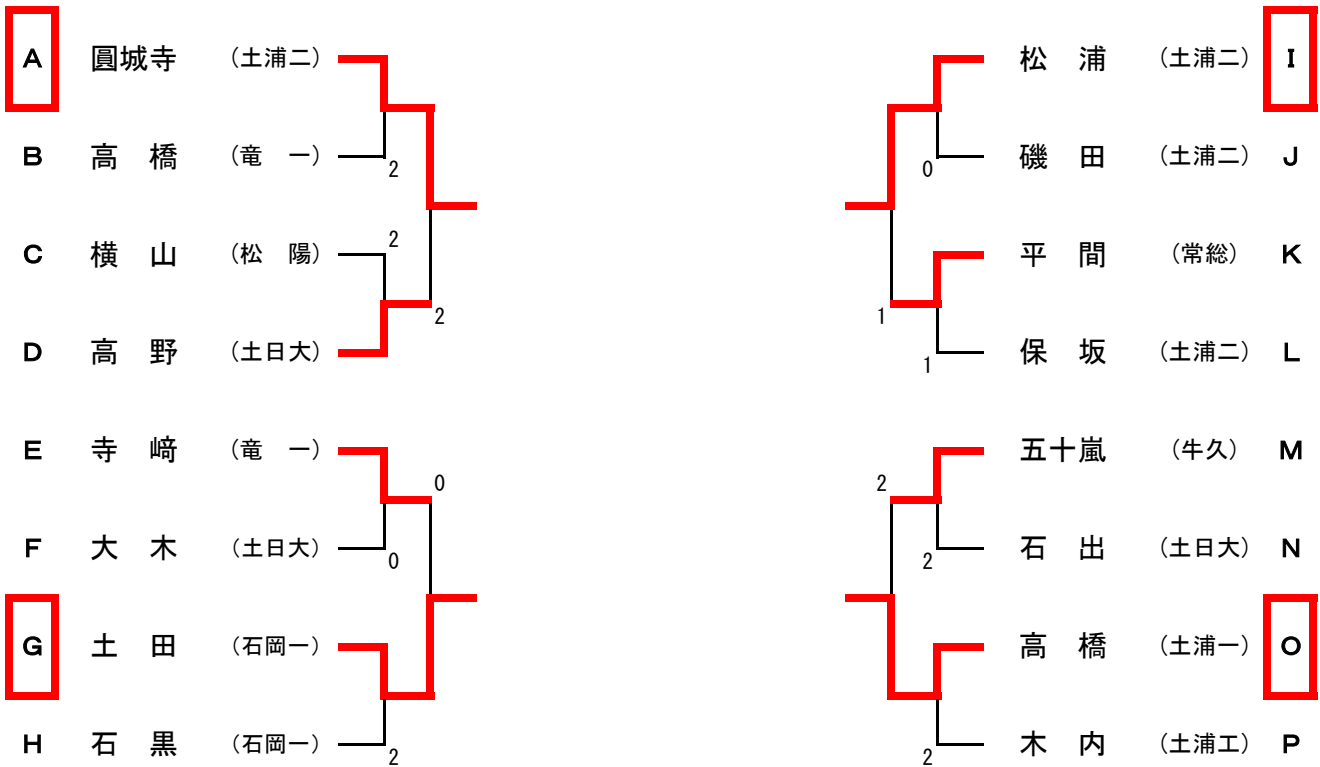 A 圓城寺 (土浦二)
B 高橋 (竜一) 2
C 横山 (松陽) 2
D 高野 (土日大) 2
E 寺﨑 (竜一) 0
F 大木 (土日大) 0
G 土田 (石岡一)
H 石黒 (石岡一) 2
松浦 (土浦二) I
0 磯田 (土浦二) J
平間 (常総) K
1
1 保坂 (土浦二) L
五十嵐 (牛久) M
2
2 石出 (土日大) N
高橋 (土浦一) O
2 木内 (土浦工) P